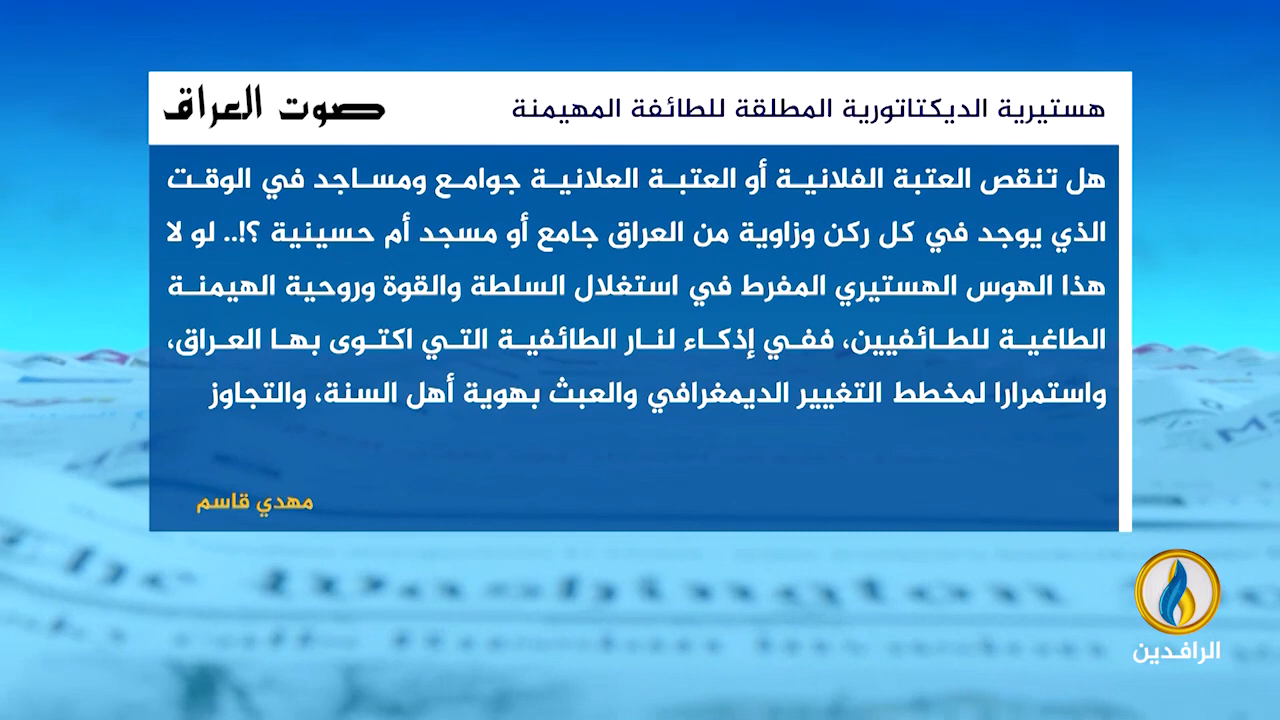 هستيرية الديكتاتورية المطلقة للطائفة المهيمنة
صوت العراق
هل تنقص العتبة الفلانية أو العتبة العلانية جوامع ومساجد في الوقت
الذي يوجد في كل ركن وزاوية من العراق جامع أو مسجد أم حسينية ؟!.. لو لا
هذا الهوس الهستيري المفرط في استغلال السلطة والقوة وروحية الهيمنة
الطاغية للطائفيين، ففي إذكاء لنار الطائفية التي اكتوى بها العراق،
واستمرارا لمخطط التغيير الديمغرافي والعبث بهوية أهل السنة، والتجاوز
مهدي قاسم
الرافدين